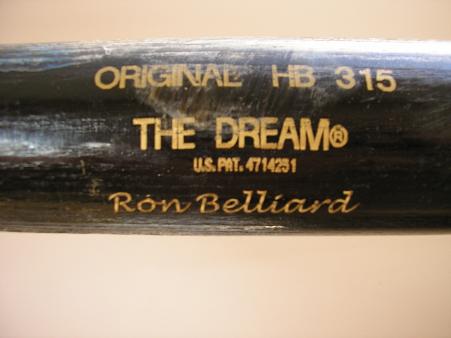 ORIGINAL HB 315
THE DREAM®
U.S. PAT. 4714251
Ron Belliard